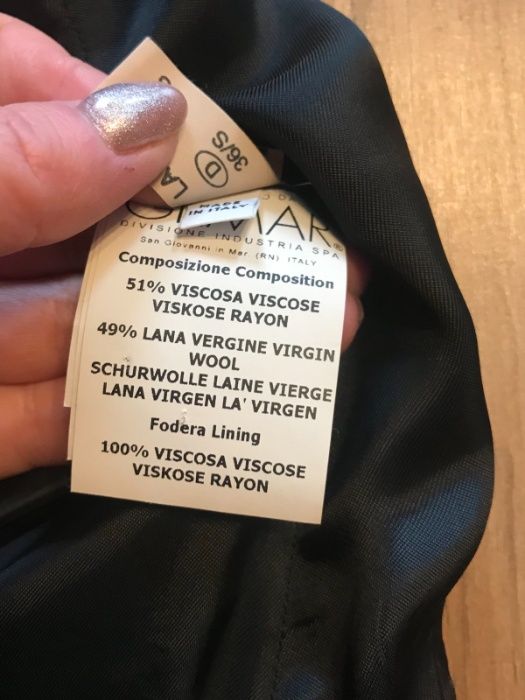 D
36/S
MADE
IN ITALY
DIVISIONE INDUSTRIA SPA
San Giovanni in Mar. (RN) ITALY
Composizione Composition
51% VISCOSA VISCOSE
VISKOSE RAYON
49% LANA VERGINE VIRGIN
WOOL
SCHURWOLLE LAINE VIERGE
LANA VIRGEN LA' VIRGEN
Fodera Lining
100% VISCOSA VISCOSE
VISKOSE RAYON